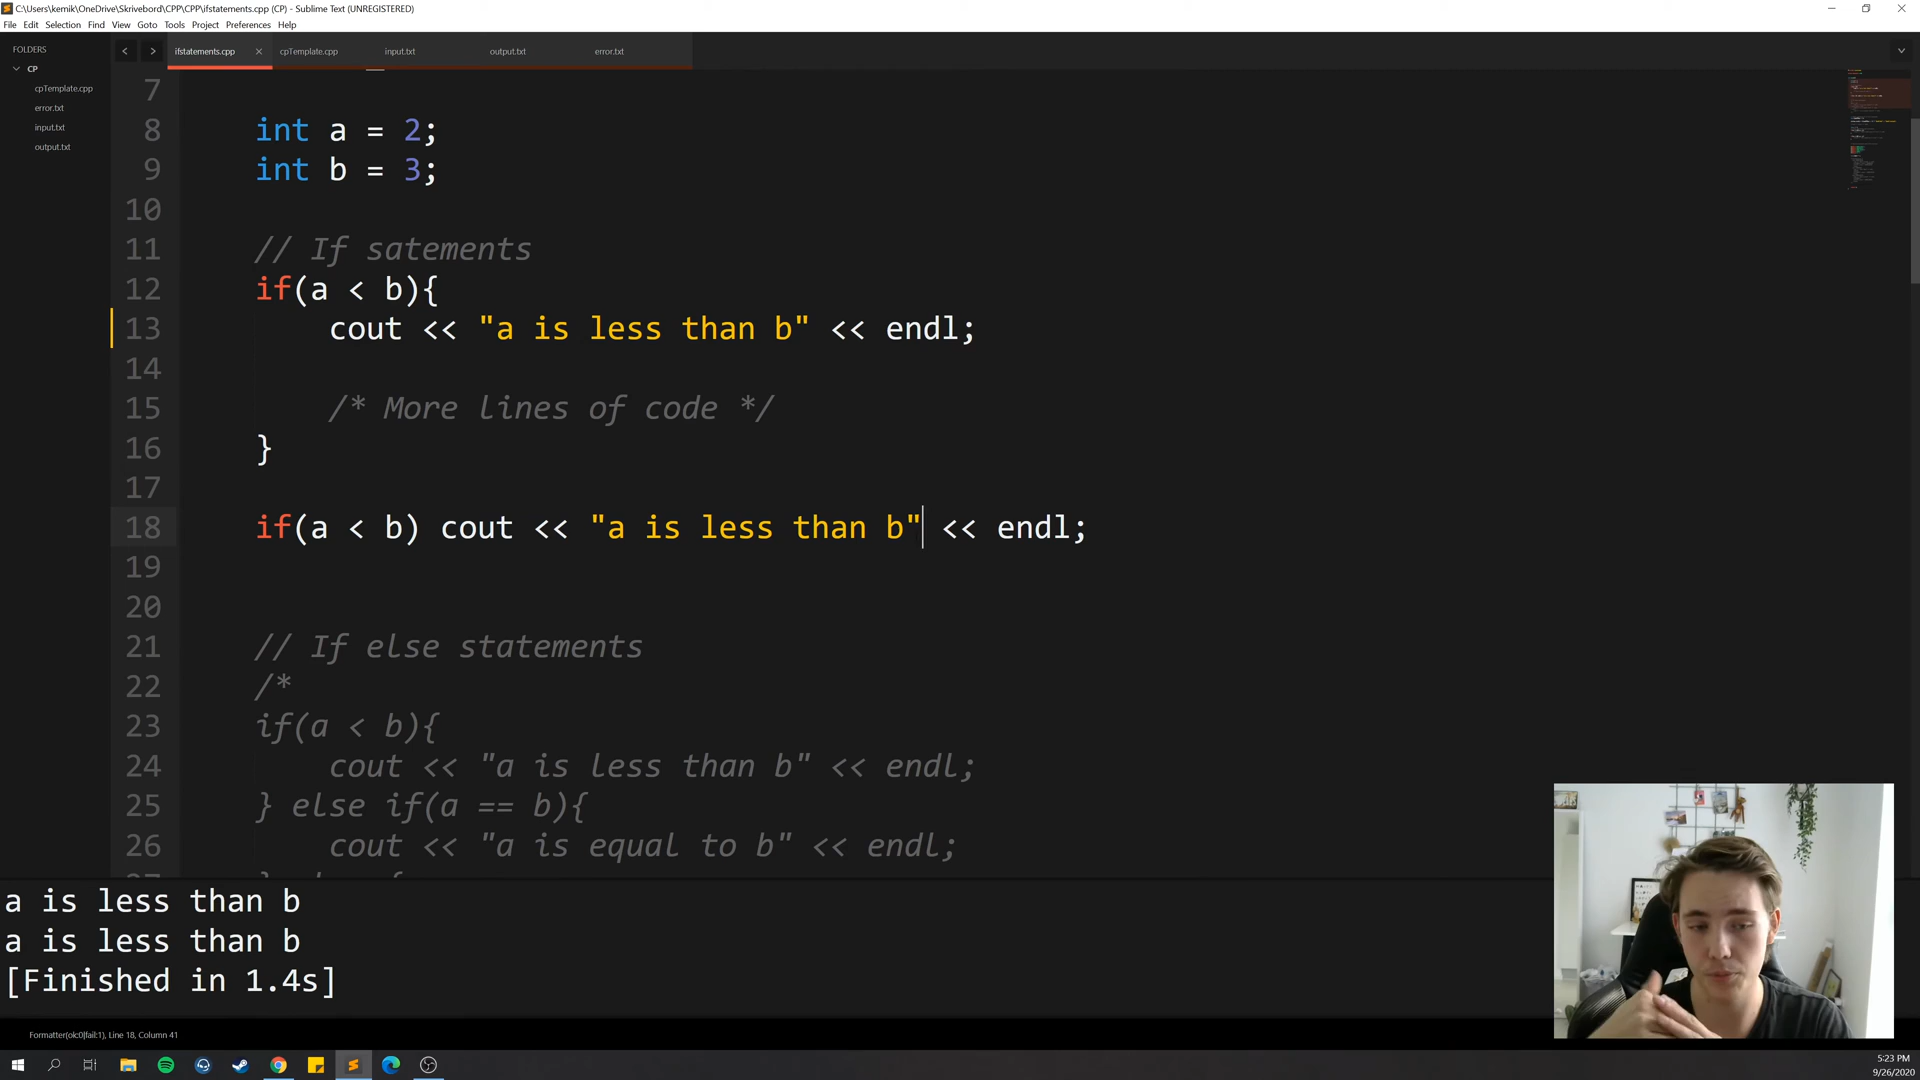 C:\Users\kemik\OneDrive\Skrivebord\CPP\CPP\ifstatements.cpp (CP) - Sublime Text (UNREGISTERED)
File Edit Selection Find View Goto Tools Project Preferences Help
FOLDERS
CP
cpTemplate.cpp
error.txt
input.txt
output.txt
ifstatements.cpp cpTemplate.cpp input.txt output.txt error.txt
7
8 int a = 2;
9 int b = 3;
10
11 // If satements
12 if(a < b){
13 cout << "a is less than b" << endl;
14
15 /* More lines of code */
16 }
17
18 if(a < b) cout << "a is less than b" << endl;
19
20
21 // If else statements
22 /*
23 if(a < b){
24 cout << "a is less than b" << endl;
25 } else if(a == b){
26 cout << "a is equal to b" << endl;
a is less than b
a is less than b
[Finished in 1.4s]
Formatter(ok:0|fail:1), Line 18, Column 41
5:23 PM
9/26/2020